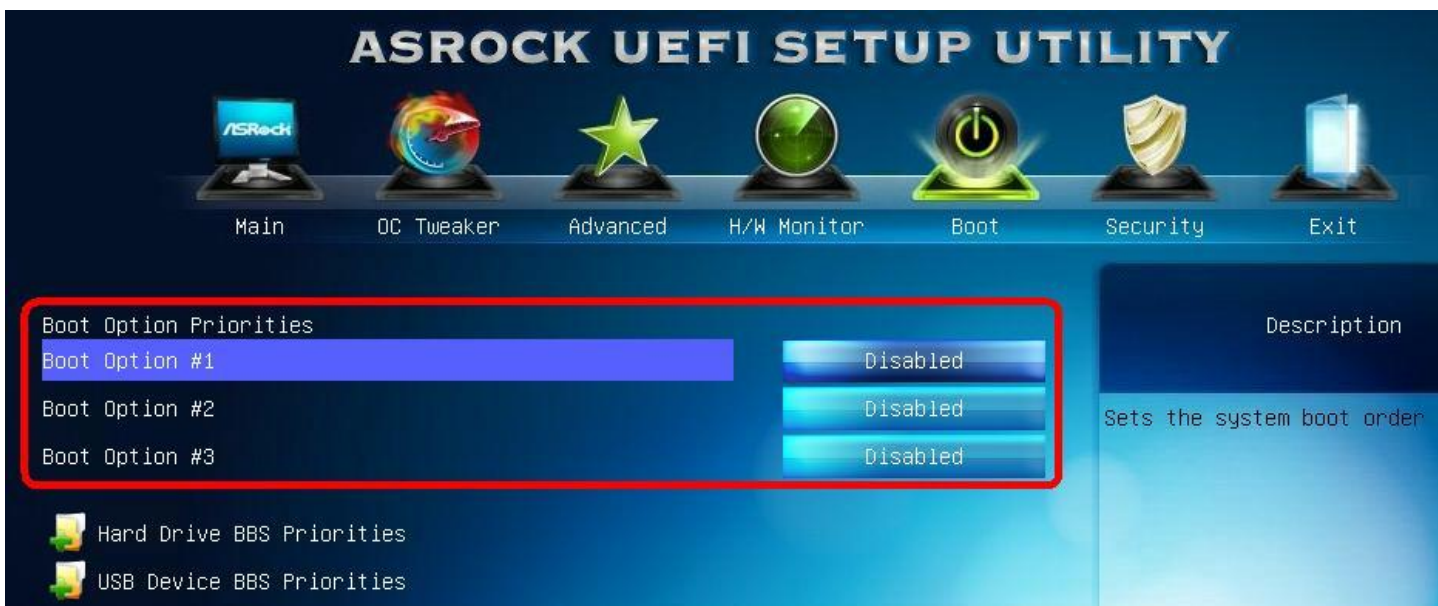 ASROCK UEFI SETUP UTILITY
ASRock
Main OC Tweaker Advanced H/W Monitor Boot Security Exit
Boot Option Priorities
Boot Option #1 Disabled
Boot Option #2 Disabled
Boot Option #3 Disabled
Hard Drive BBS Priorities
USB Device BBS Priorities
Description
Sets the system boot order